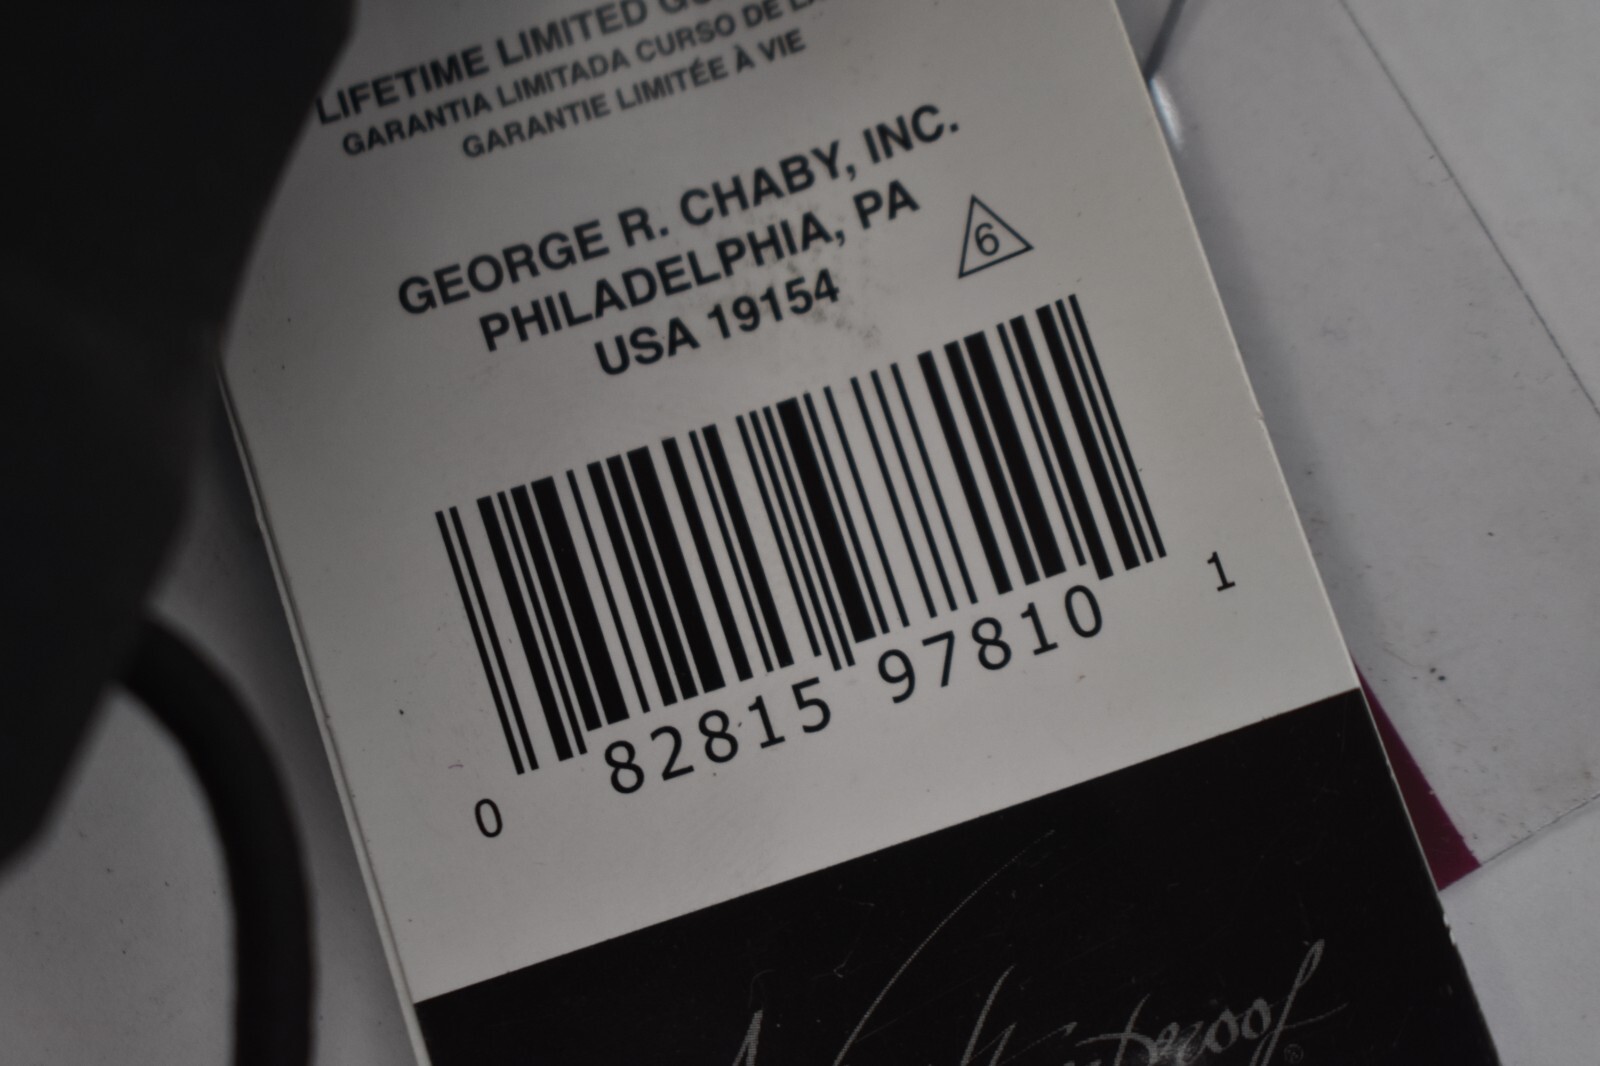 LIFETIME LIMITED
GARANTIA LIMITADA CURSO DE
GARANTIE LIMITÉE À VIE
GEORGE R. CHABY, INC.
PHILADELPHIA, PA
USA 19154
6
0 82815 97810 1